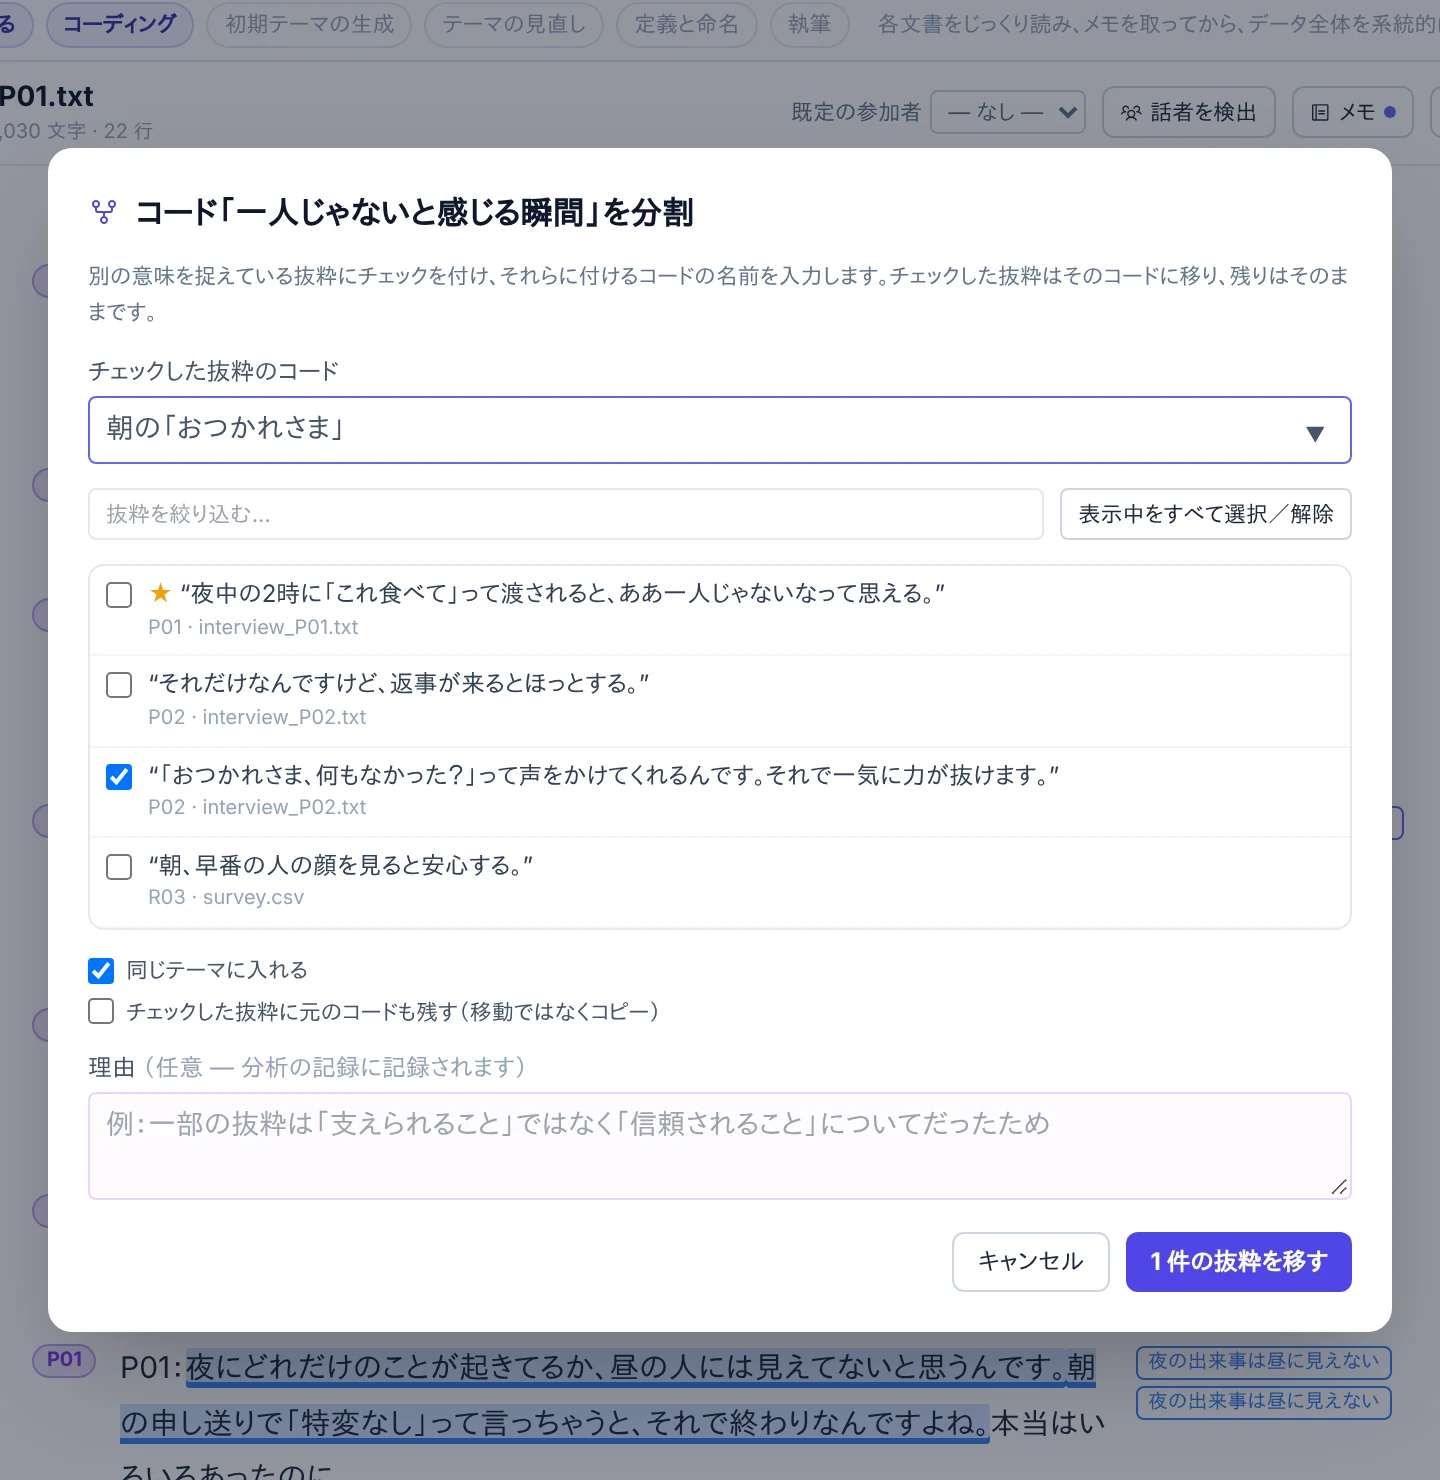 る
コーディング
初期テーマの生成
テーマの見直し
定義と命名
執筆
各文書をじっくり読み、メモを取ってから、データ全体を系統的に
P01.txt
,030 文字 · 22 行
既定の参加者
— なし —
話者を検出
メモ
コード「一人じゃないと感じる瞬間」を分割
別の意味を捉えている抜粋にチェックを付け、それらに付けるコードの名前を入力します。チェックした抜粋はそのコードに移り、残りはそのま
まです。
チェックした抜粋のコード
朝の「おつかれさま」
抜粋を絞り込む...
表示中をすべて選択／解除
★ “夜中の2時に「これ食べて」って渡されると、ああ一人じゃないなって思える。”
P01 · interview_P01.txt
“それだけなんですけど、返事が来るとほっとする。”
P02 · interview_P02.txt
“「おつかれさま、何もなかった？」って声をかけてくれるんです。それで一気に力が抜けます。”
P02 · interview_P02.txt
“朝、早番の人の顔を見ると安心する。”
R03 · survey.csv
同じテーマに入れる
チェックした抜粋に元のコードも残す（移動ではなくコピー）
理由（任意 — 分析の記録に記録されます）
例：一部の抜粋は「支えられること」ではなく「信頼されること」についてだったため
キャンセル
1 件の抜粋を移す
P01
P01：夜にどれだけのことが起きてるか、昼の人には見えてないと思うんです。朝
の申し送りで「特変なし」って言っちゃうと、それで終わりなんですよね。本当はい
ろいろあったのに
夜の出来事は昼に見えない
夜の出来事は昼に見えない